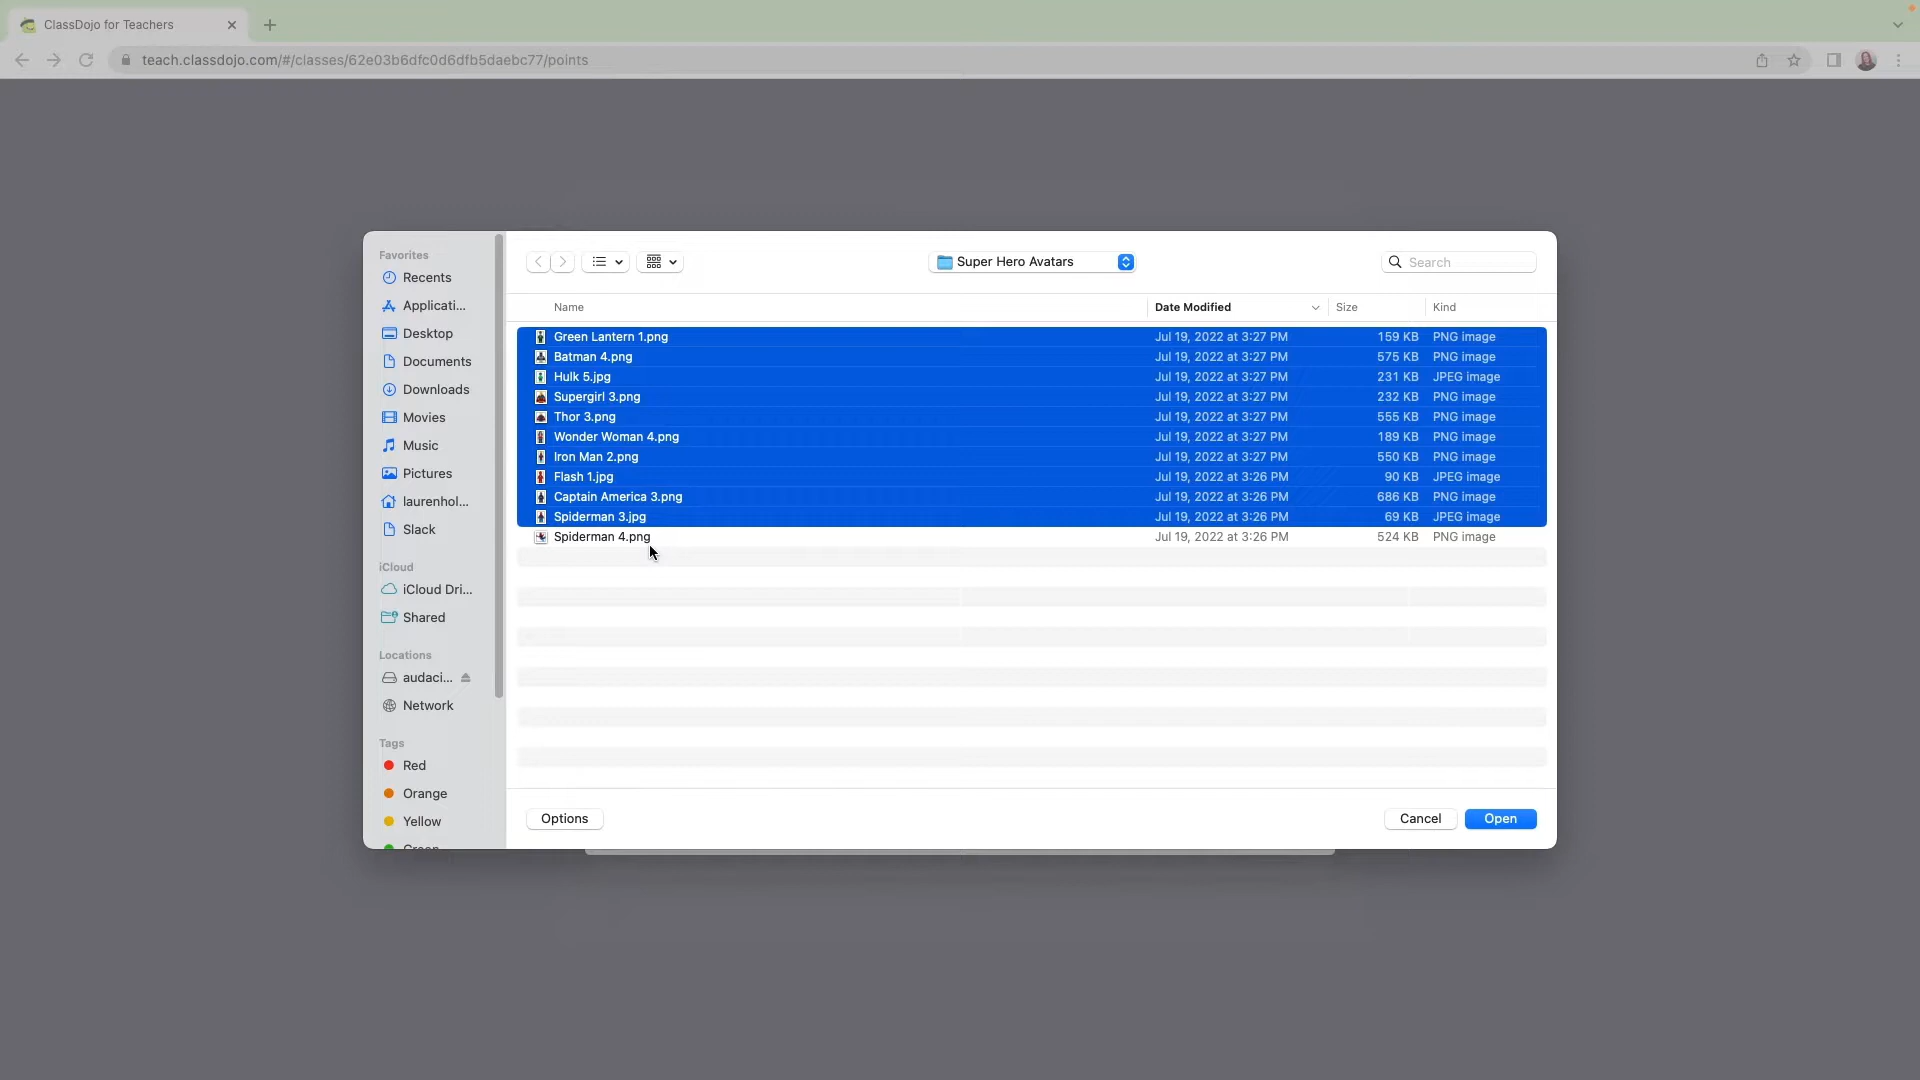 ClassDojo for Teachers
teach.classdojo.com/#/classes/62e03b6dfc0d6dfb5daebc77/points
Favorites
Recents
Applicati...
Desktop
Documents
Downloads
Movies
Music
Pictures
laurenhol...
Slack
iCloud
iCloud Dri...
Shared
Locations
audaci...
Network
Tags
Red
Orange
Yellow
Green
Super Hero Avatars
Search
Name Date Modified Size Kind
Green Lantern 1.png Jul 19, 2022 at 3:27 PM 159 KB PNG image
Batman 4.png Jul 19, 2022 at 3:27 PM 575 KB PNG image
Hulk 5.jpg Jul 19, 2022 at 3:27 PM 231 KB JPEG image
Supergirl 3.png Jul 19, 2022 at 3:27 PM 232 KB PNG image
Thor 3.png Jul 19, 2022 at 3:27 PM 555 KB PNG image
Wonder Woman 4.png Jul 19, 2022 at 3:27 PM 189 KB PNG image
Iron Man 2.png Jul 19, 2022 at 3:27 PM 550 KB PNG image
Flash 1.jpg Jul 19, 2022 at 3:26 PM 90 KB JPEG image
Captain America 3.png Jul 19, 2022 at 3:26 PM 686 KB PNG image
Spiderman 3.jpg Jul 19, 2022 at 3:26 PM 69 KB JPEG image
Spiderman 4.png Jul 19, 2022 at 3:26 PM 524 KB PNG image
Options Cancel Open